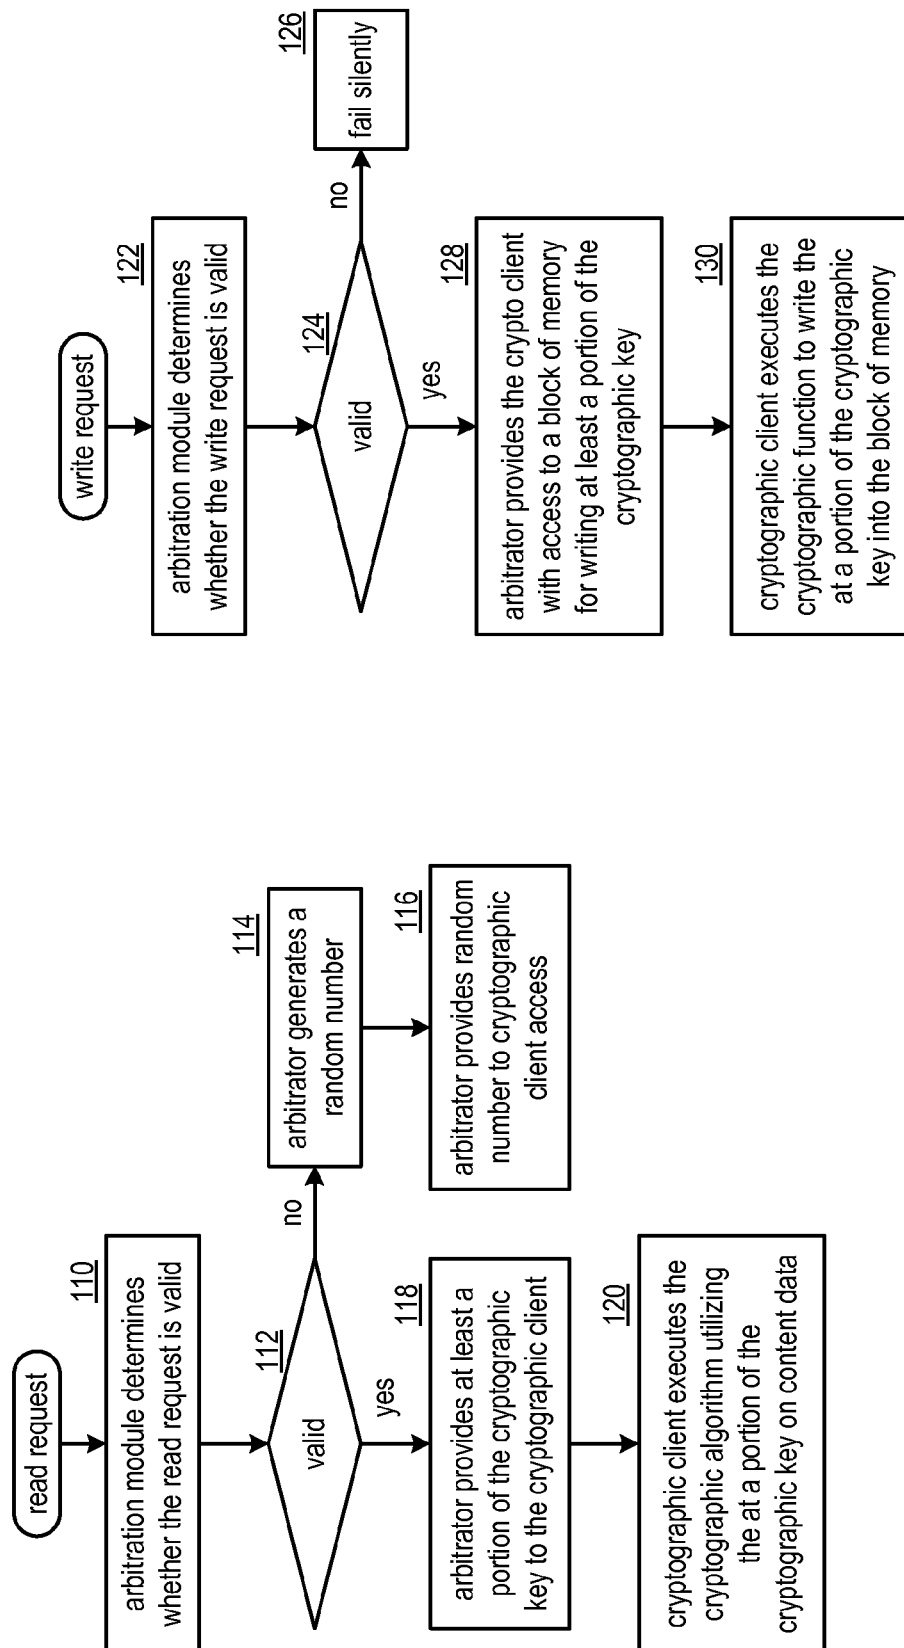 read request
110
arbitration module determines
whether the read request is valid
112
valid
no
yes
114
arbitrator generates a
random number
116
arbitrator provides random
number to cryptographic
client access
118
arbitrator provides at least a
portion of the cryptographic
key to the cryptographic client
120
cryptographic client executes the
cryptographic algorithm utilizing
the at a portion of the
cryptographic key on content data
write request
122
arbitration module determines
whether the write request is valid
124
valid
no
yes
126
fail silently
128
arbitrator provides the crypto client
with access to a block of memory
for writing at least a portion of the
cryptographic key
130
cryptographic client executes the
cryptographic function to write the
at a portion of the cryptographic
key into the block of memory